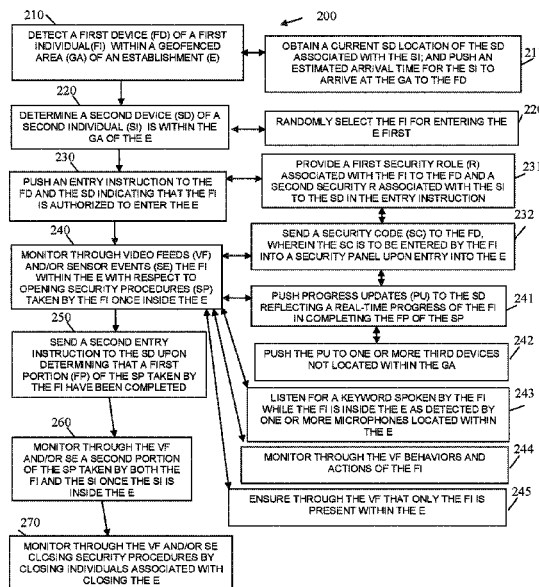 200
210
DETECT A FIRST DEVICE (FD) OF A FIRST
INDIVIDUAL(FI) WITHIN A GEOFENCED
AREA (GA) OF AN ESTABLISHMENT (E)
OBTAIN A CURRENT SD LOCATION OF THE SD
ASSOCIATED WITH THE SI; AND PUSH AN
ESTIMATED ARRIVAL TIME FOR THE SI TO
ARRIVE AT THE GA TO THE FD
21
220
DETERMINE A SECOND DEVICE (SD) OF A
SECOND INDIVIDUAL (SI) IS WITHIN THE
GA OF THE E
RANDOMLY SELECT THE FI FOR ENTERING THE
E FIRST
220
230
PUSH AN ENTRY INSTRUCTION TO THE
FD AND THE SD INDICATING THAT THE
FI IS AUTHORIZED TO ENTER THE E
PROVIDE A FIRST SECURITY ROLE (R)
ASSOCIATED WITH THE FI TO THE FD AND
A SECOND SECURITY R ASSOCIATED WITH THE SI
TO THE SD IN THE ENTRY INSTRUCTION
231
232
SEND A SECURITY CODE (SC) TO THE FD,
WHEREIN THE SC IS TO BE ENTERED BY THE FI
INTO A SECURITY PANEL UPON ENTRY INTO THE E
240
MONITOR THROUGH VIDEO FEEDS (VF)
AND/OR SENSOR EVENTS (SE) THE FI
WITHIN THE E WITH RESPECT TO
OPENING SECURITY PROCEDURES (SP)
TAKEN BY THE FI ONCE INSIDE THE E
241
PUSH PROGRESS UPDATES (PU) TO THE SD
REFLECTING A REAL-TIME PROGRESS OF THE FI
IN COMPLETING THE FP OF THE SP
242
PUSH THE PU TO ONE OR MORE THIRD DEVICES
NOT LOCATED WITHIN THE GA
250
SEND A SECOND ENTRY
INSTRUCTION TO THE SD UPON
DETERMINING THAT A FIRST
PORTION (FP) OF THE SP TAKEN BY
THE FI HAVE BEEN COMPLETED
243
LISTEN FOR A KEYWORD SPOKEN BY THE FI
WHILE THE FI IS INSIDE THE E AS DETECTED BY
ONE OR MORE MICROPHONES LOCATED WITHIN
THE E
244
MONITOR THROUGH THE VF BEHAVIORS AND
ACTIONS OF THE FI
245
ENSURE THROUGH THE VF THAT ONLY THE FI IS
PRESENT WITHIN THE E
260
MONITOR THROUGH THE VF
AND/OR SE A SECOND PORTION
OF THE SP TAKEN BY BOTH THE
FI AND THE SI ONCE THE SI IS
INSIDE THE E
270
MONITOR THROUGH THE VF AND/OR SE
CLOSING SECURITY PROCEDURES BY
CLOSING INDIVIDUALS ASSOCIATED WITH
CLOSING THE E